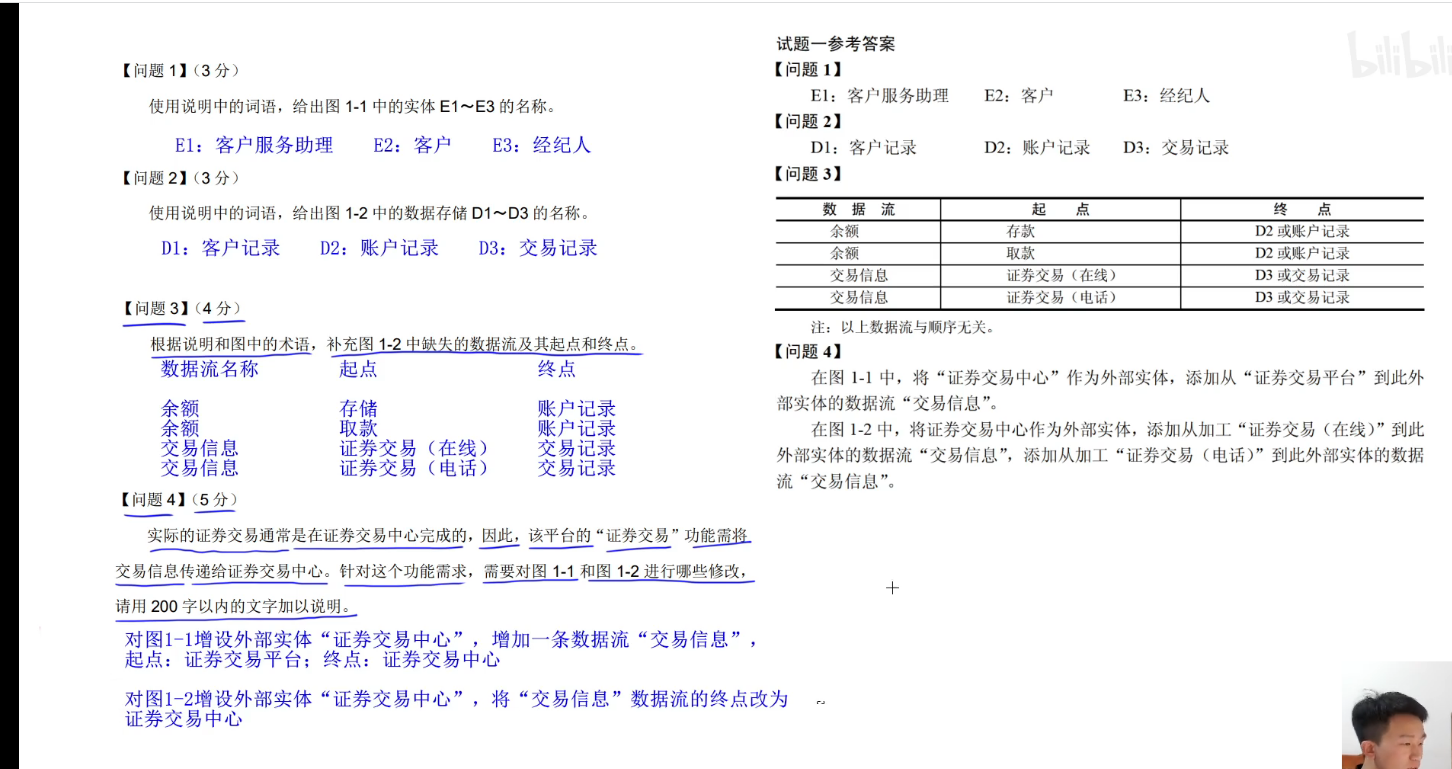 【问题 1】（3 分）
使用说明中的词语，给出图 1-1 中的实体 E1～E3 的名称。
E1：客户服务助理 E2：客户 E3：经纪人
【问题 2】（3 分）
使用说明中的词语，给出图 1-2 中的数据存储 D1～D3 的名称。
D1：客户记录 D2：账户记录 D3：交易记录
【问题 3】（4 分）
根据说明和图中的术语，补充图 1-2 中缺失的数据流及其起点和终点。
数据流名称 起点 终点
余额 存储 账户记录
余额 取款 账户记录
交易信息 证券交易（在线） 交易记录
交易信息 证券交易（电话） 交易记录
【问题 4】（5 分）
实际的证券交易通常是在证券交易中心完成的，因此，该平台的“证券交易”功能需将
交易信息传递给证券交易中心。针对这个功能需求，需要对图 1-1 和图 1-2 进行哪些修改，
请用 200 字以内的文字加以说明。
对图1-1增设外部实体“证券交易中心”，增加一条数据流“交易信息”，
起点：证券交易平台；终点：证券交易中心
对图1-2增设外部实体“证券交易中心”，将“交易信息”数据流的终点改为
证券交易中心
试题一参考答案
【问题 1】
E1：客户服务助理 E2：客户 E3：经纪人
【问题 2】
D1：客户记录 D2：账户记录 D3：交易记录
【问题 3】
数 据 流 起 点 终 点
余额 存款 D2 或账户记录
余额 取款 D2 或账户记录
交易信息 证券交易（在线） D3 或交易记录
交易信息 证券交易（电话） D3 或交易记录
注：以上数据流与顺序无关。
【问题 4】
在图 1-1 中，将“证券交易中心”作为外部实体，添加从“证券交易平台”到此外
部实体的数据流“交易信息”。
在图 1-2 中，将证券交易中心作为外部实体，添加从加工“证券交易（在线）”到此
外部实体的数据流“交易信息”，添加从加工“证券交易（电话）”到此外部实体的数据
流“交易信息”。
bilibili